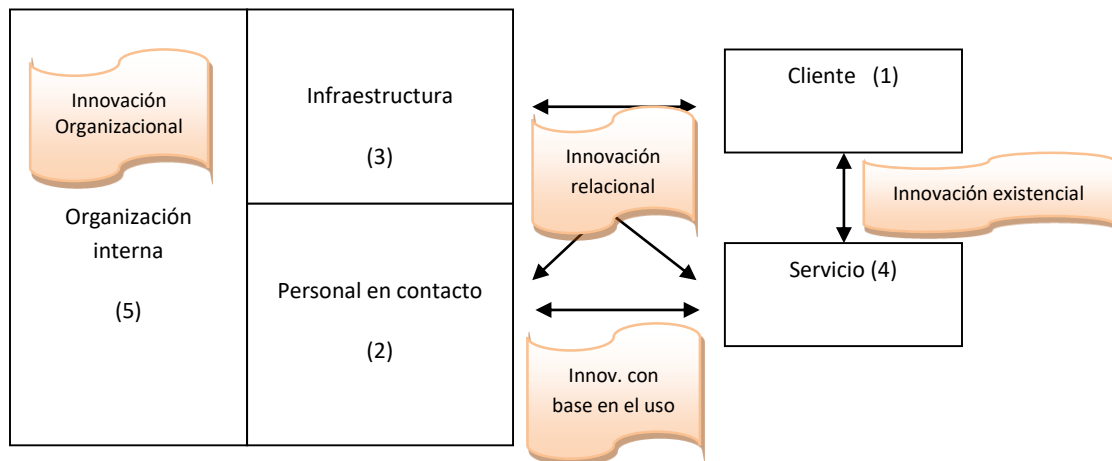 Innovación
Organizacional
Organización
interna
(5)
Infraestructura
(3)
Personal en contacto
(2)
Innovación
relacional
Innov. con
base en el uso
Cliente (1)
Innovación existencial
Servicio (4)